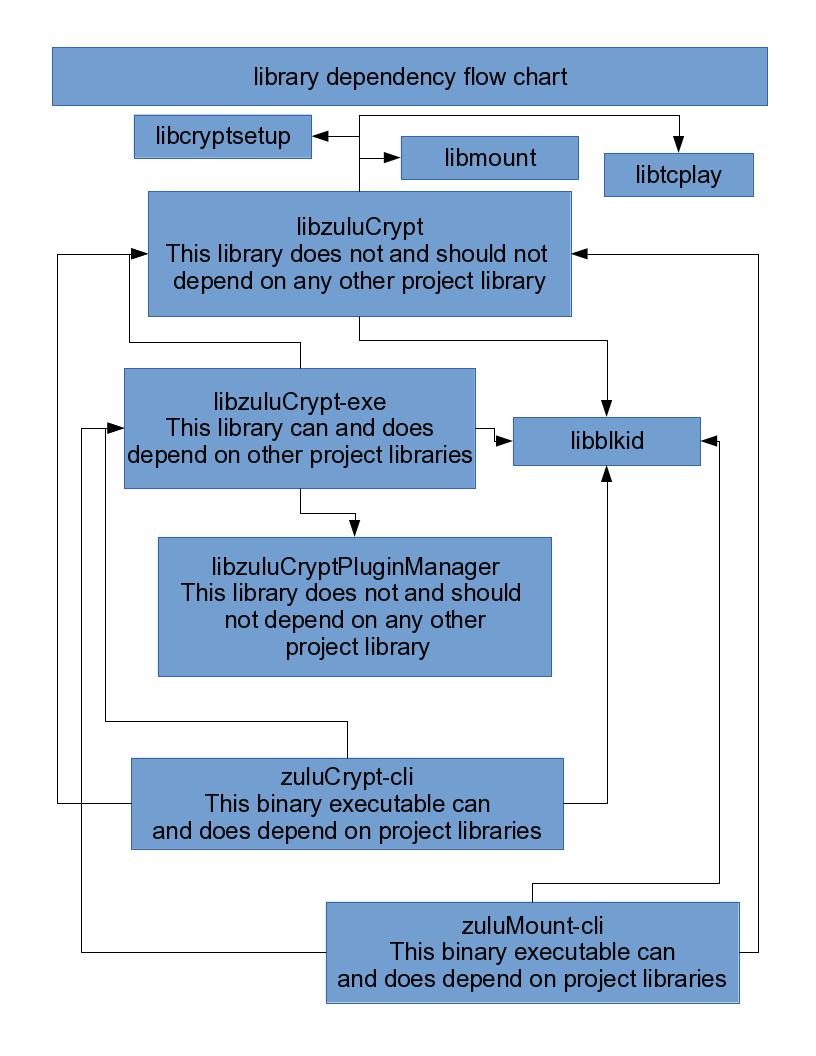 library dependency flow chart
libcryptsetup
libmount
libtcplay
libzuluCrypt
This library does not and should not
depend on any other project library
libzuluCrypt-exe
This library can and does
depend on other project libraries
libblkid
libzuluCryptPluginManager
This library does not and should
not depend on any other
project library
zuluCrypt-cli
This binary executable can
and does depend on project libraries
zuluMount-cli
This binary executable can
and does depend on project libraries